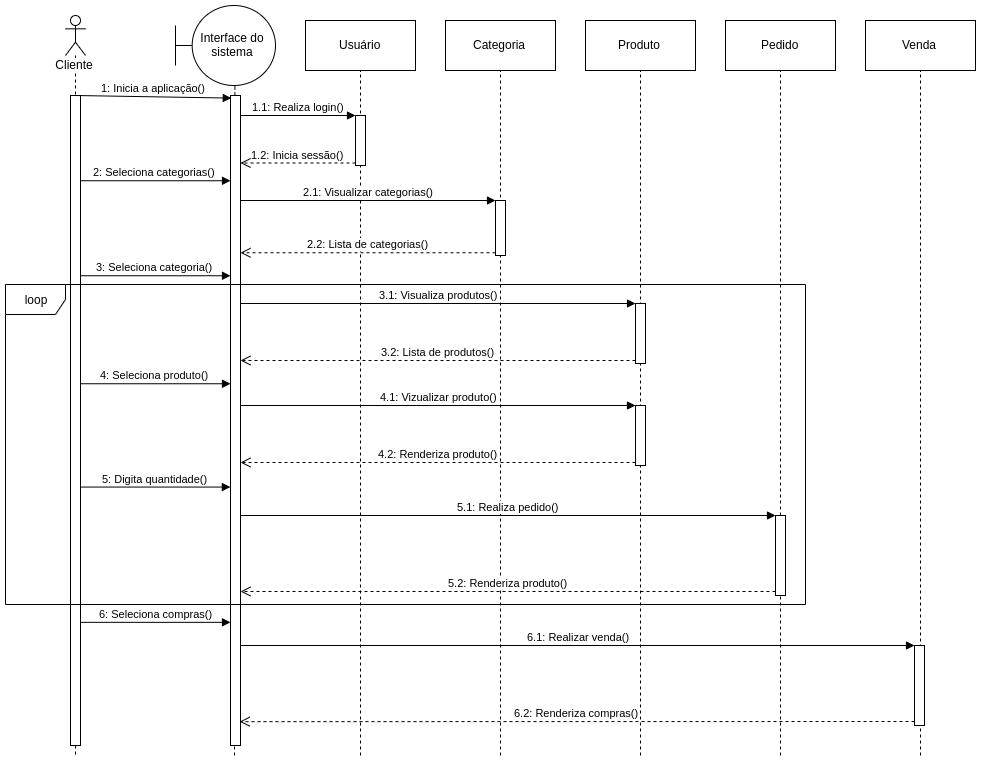 Cliente
Interface do
sistema
Usuário
Categoria
Produto
Pedido
Venda
1: Inicia a aplicação()
1.1: Realiza login()
1.2: Inicia sessão()
2: Seleciona categorias()
2.1: Visualizar categorias()
2.2: Lista de categorias()
3: Seleciona categoria()
loop
3.1: Visualiza produtos()
3.2: Lista de produtos()
4: Seleciona produto()
4.1: Vizualizar produto()
4.2: Renderiza produto()
5: Digita quantidade()
5.1: Realiza pedido()
5.2: Renderiza produto()
6: Seleciona compras()
6.1: Realizar venda()
6.2: Renderiza compras()